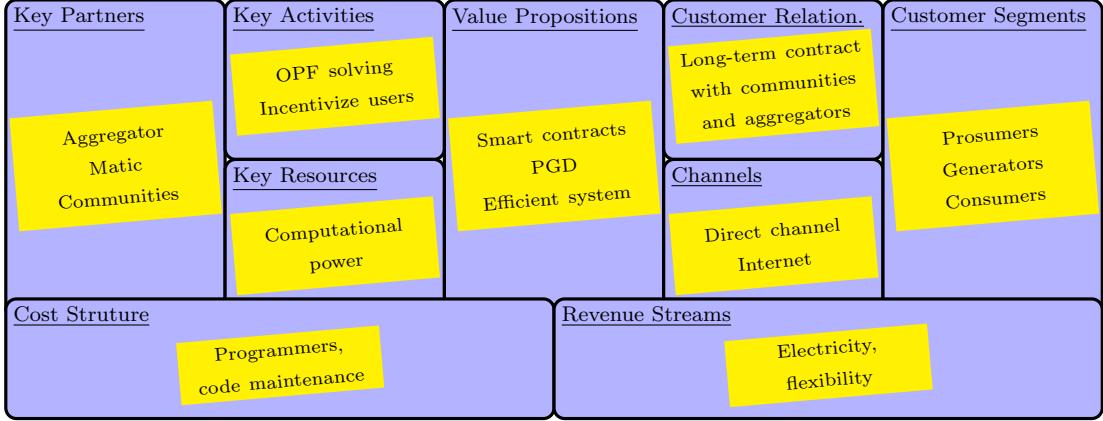 Key Partners
Aggregator
Matic
Communities
Key Activities
OPF solving
Incentivize users
Key Resources
Computational
power
Value Propositions
Smart contracts
PGD
Efficient system
Customer Relation.
Long-term contract
with communities
and aggregators
Channels
Direct channel
Internet
Customer Segments
Prosumers
Generators
Consumers
Cost Struture
Programmers,
code maintenance
Revenue Streams
Electricity,
flexibility